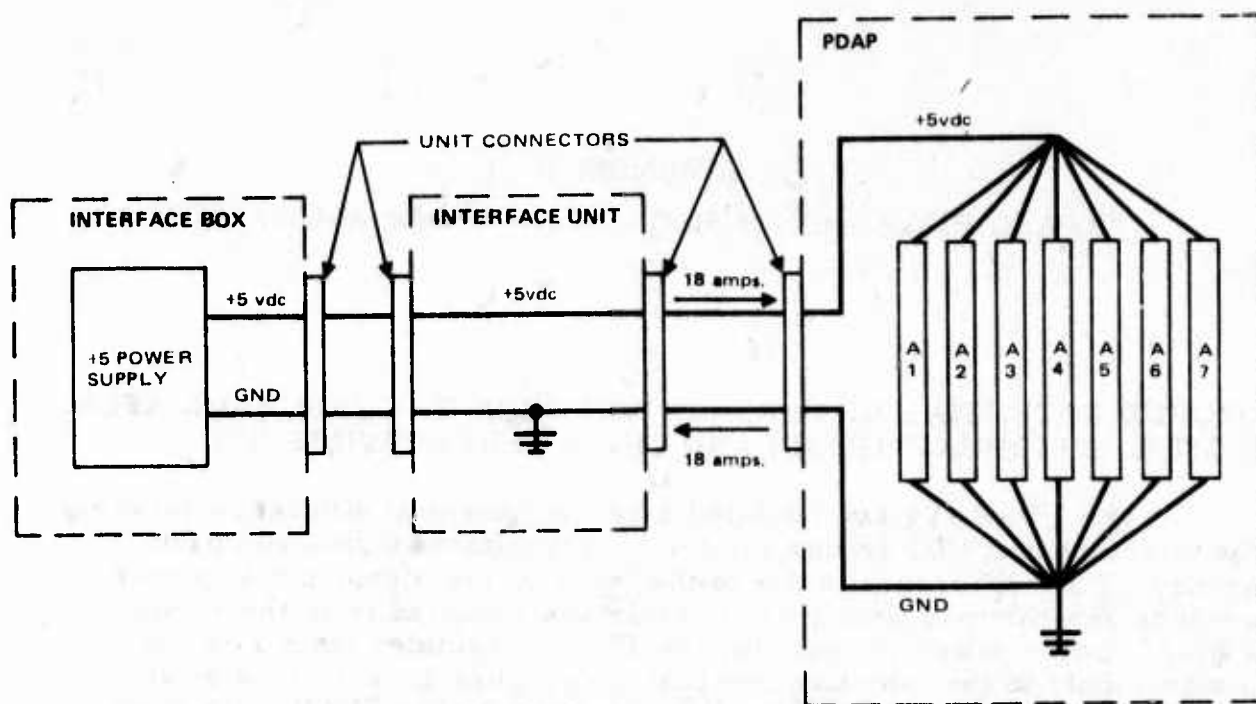 PDAP
+5vdc
UNIT CONNECTORS
INTERFACE BOX
INTERFACE UNIT
18 amps.
+5 vdc
+5vdc
+5 POWER
SUPPLY
GND
18 amps.
A
1
A
2
A
3
A
4
A
5
A
6
A
7
GND